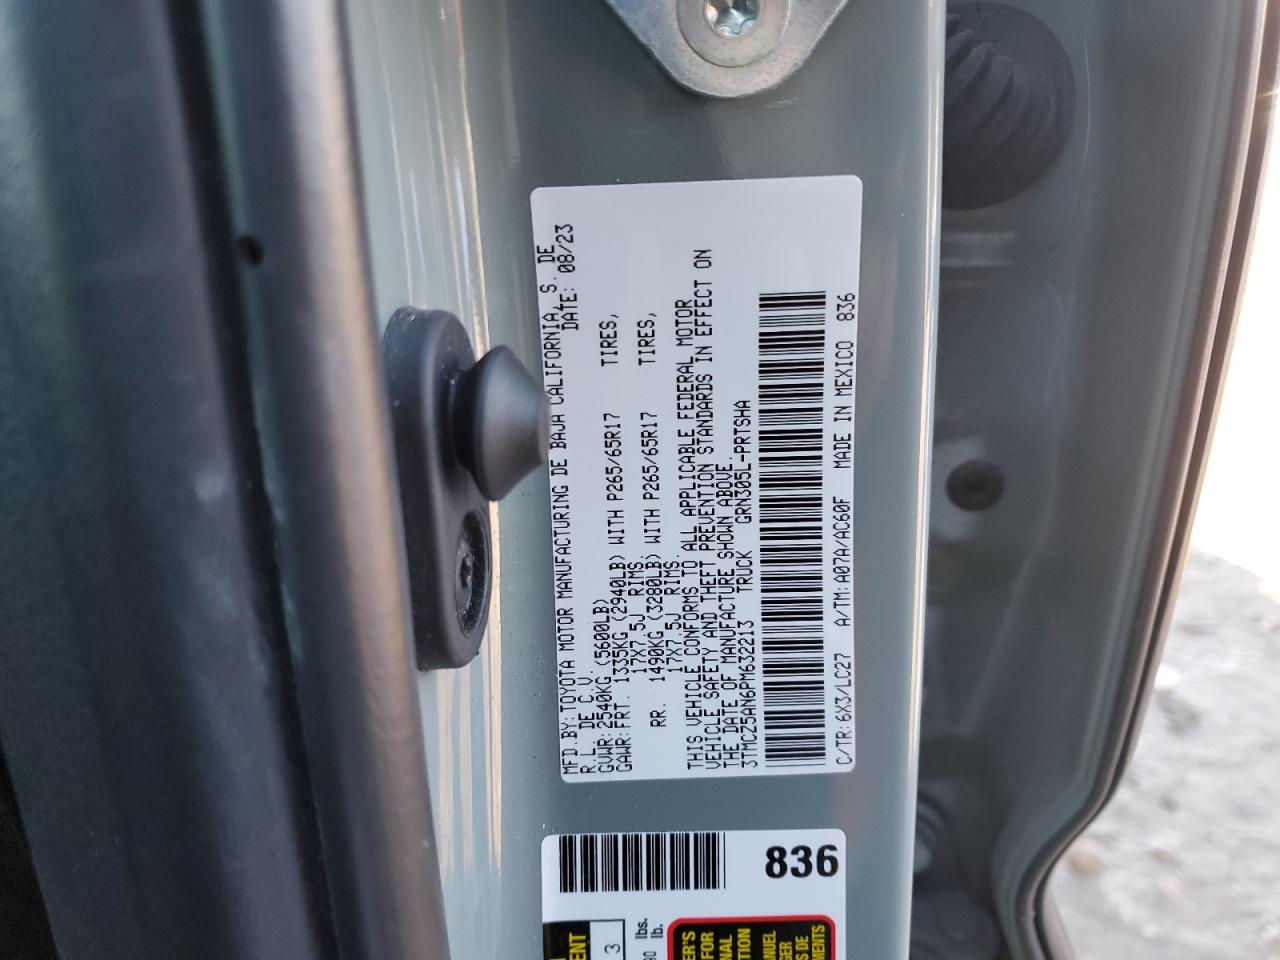 MFD.BY: TOYOTA MOTOR MANUFACTURING DE BAJA CALIFORNIA, S. DE
R.L. DE C.V. DATE: 08/23
GVWR: 2540KG (5600LB)
GAWR: FRT. 1335KG (2940LB) WITH P265/65R17 TIRES,
17X7.5J RIMS.
RR. 1490KG (3280LB) WITH P265/65R17 TIRES,
17X7.5J RIMS.
THIS VEHICLE CONFORMS TO ALL APPLICABLE FEDERAL MOTOR
VEHICLE SAFETY AND THEFT PREVENTION STANDARDS IN EFFECT ON
THE DATE OF MANUFACTURE SHOWN ABOVE.
3TMCZ5AN6PM632213 TRUCK GRN305L-PRTSHA
C/TR: 6X3/LC27 A/TM: A07A/AC60F MADE IN MEXICO 836
836
3
lbs.
lb.